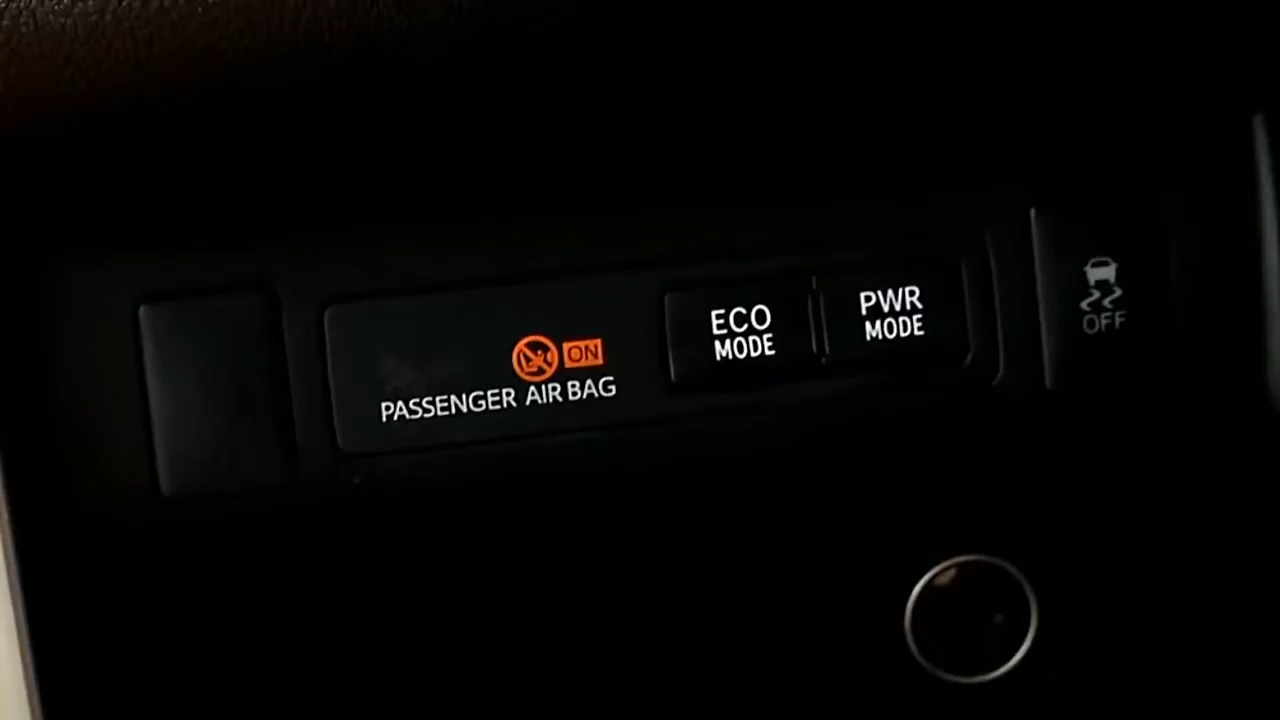 ON
PASSENGER AIR BAG
ECO
MODE
PWR
MODE
OFF